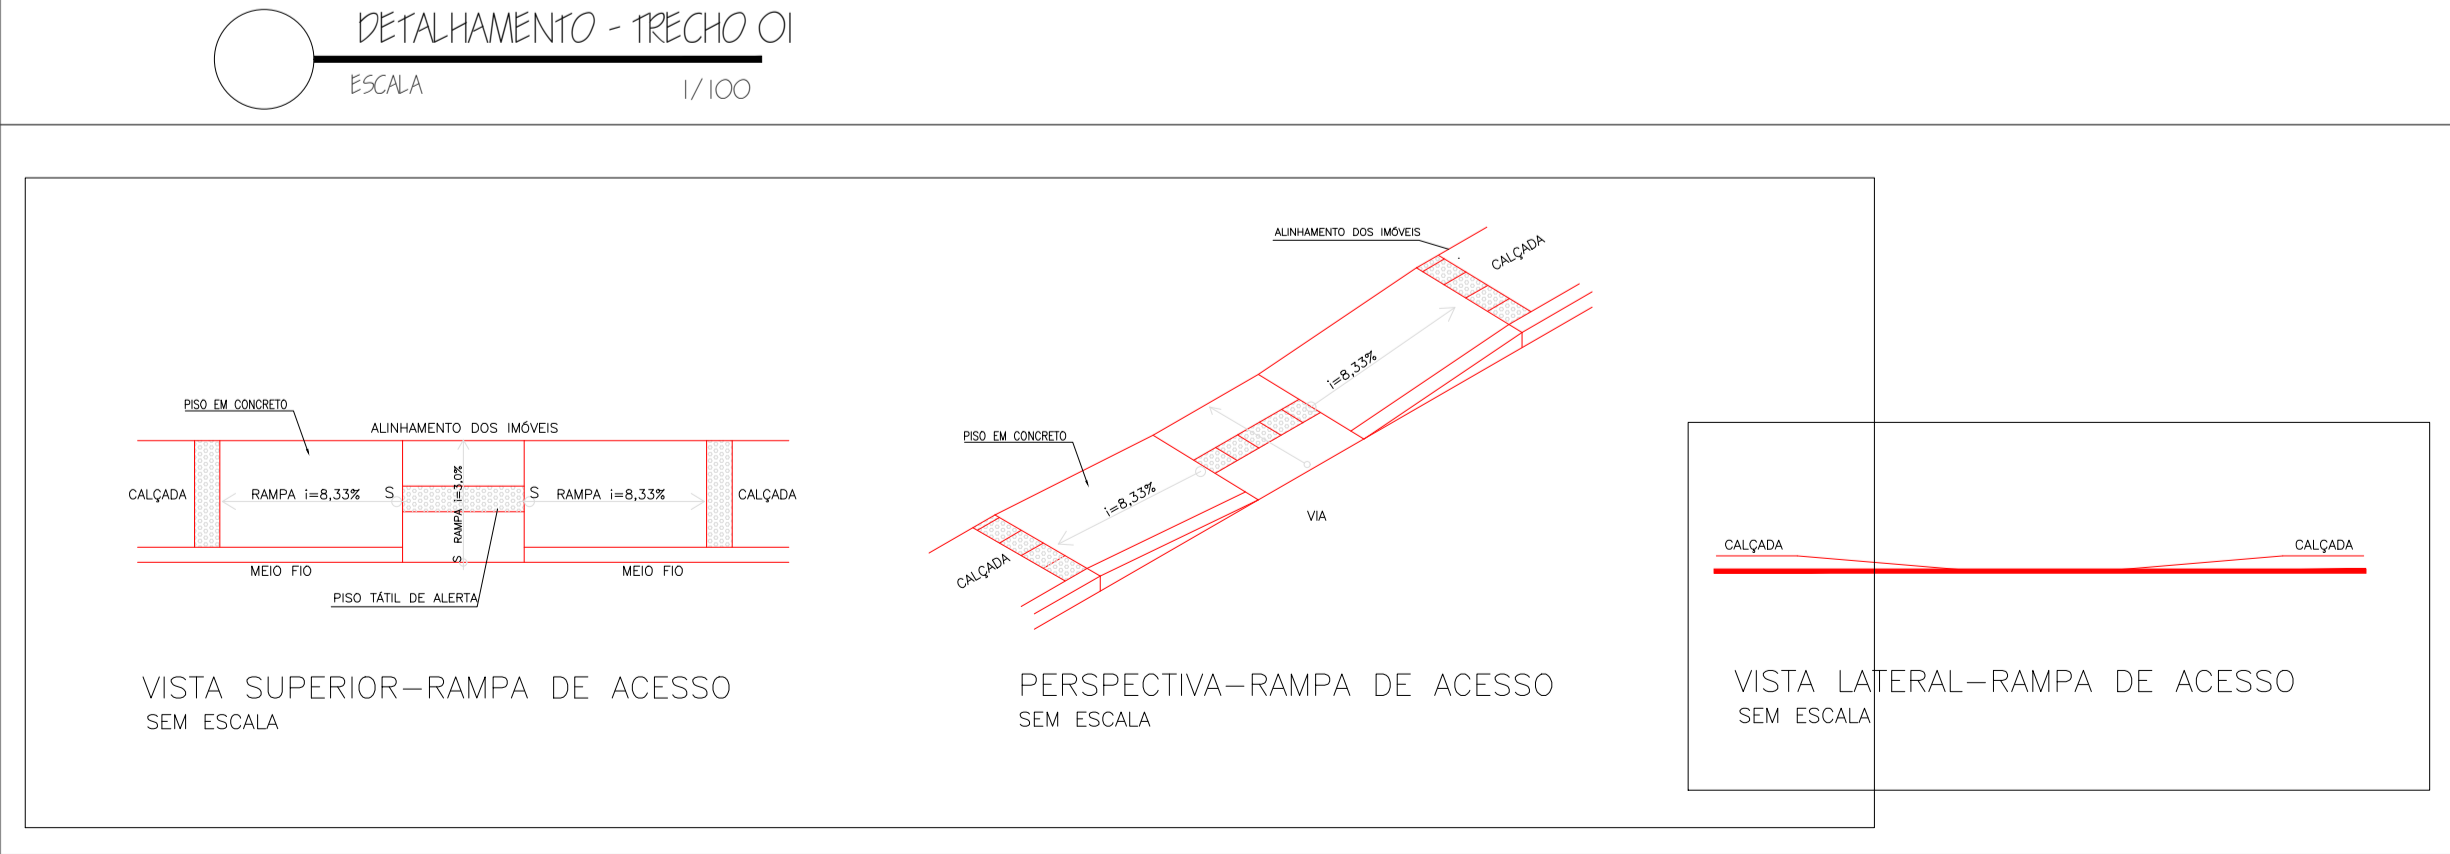 DETALHAMENTO - TRECHO 01
ESCALA 1/100
PISO EM CONCRETO
ALINHAMENTO DOS IMÓVEIS
CALÇADA
RAMPA i=8,33%
S
S RAMPA i=3,0%
S
RAMPA i=8,33%
CALÇADA
MEIO FIO
MEIO FIO
PISO TÁTIL DE ALERTA
VISTA SUPERIOR-RAMPA DE ACESSO
SEM ESCALA
ALINHAMENTO DOS IMÓVEIS
CALÇADA
i=8,33%
PISO EM CONCRETO
i=8,33%
VIA
CALÇADA
PERSPECTIVA-RAMPA DE ACESSO
SEM ESCALA
CALÇADA
CALÇADA
VISTA LATERAL-RAMPA DE ACESSO
SEM ESCALA